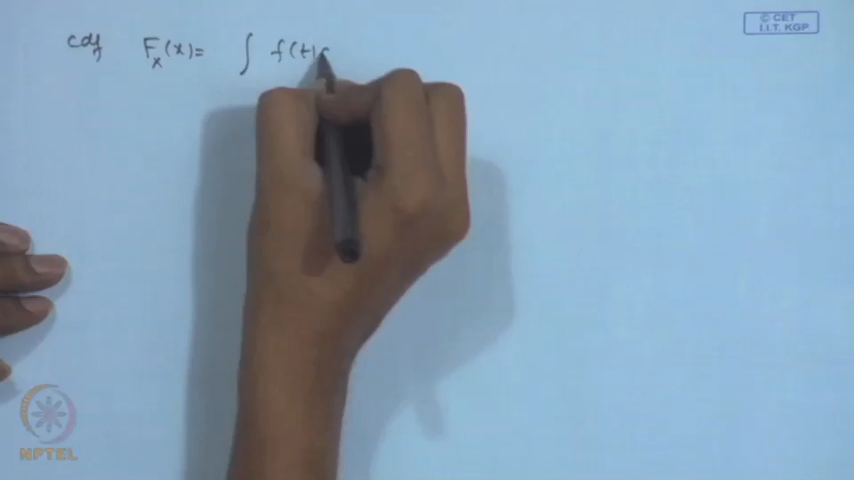 cdf F_X(x) = ∫ f(t)
© CET
I.I.T. KGP
NPTEL